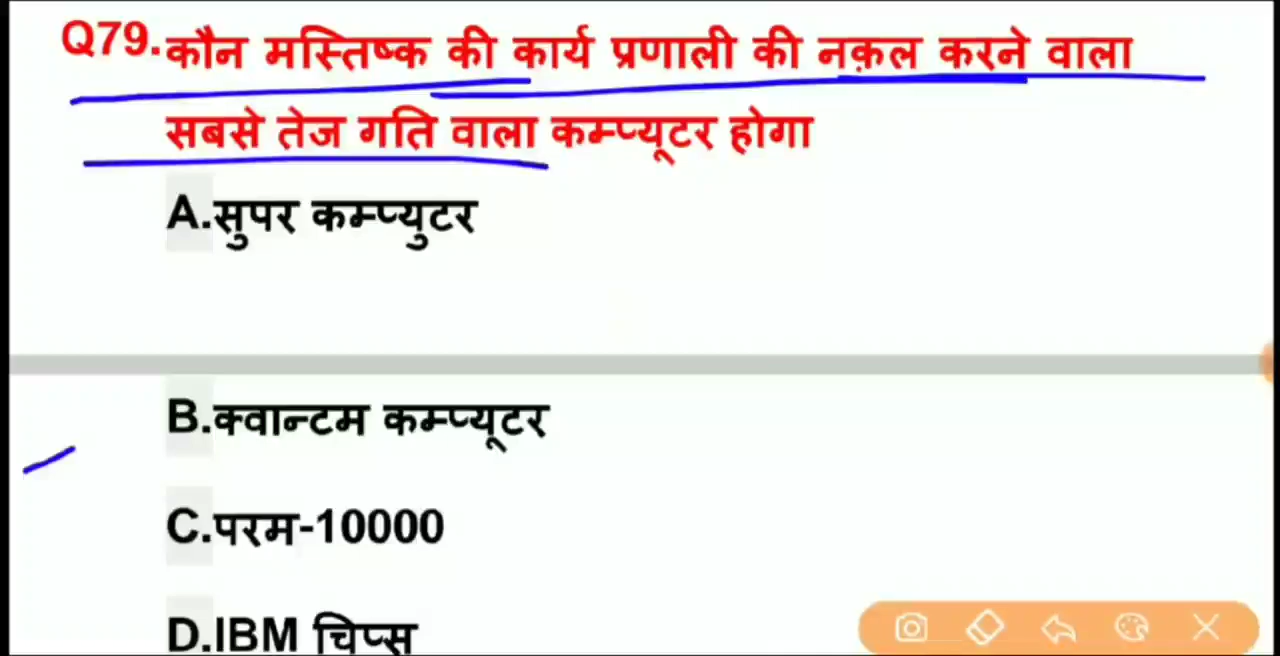 Q79.कौन मस्तिष्क की कार्य प्रणाली की नक़ल करने वाला
सबसे तेज गति वाला कम्प्यूटर होगा
A.सुपर कम्प्युटर
B.क्वान्टम कम्प्यूटर
C.परम-10000
D.IBM चिप्स